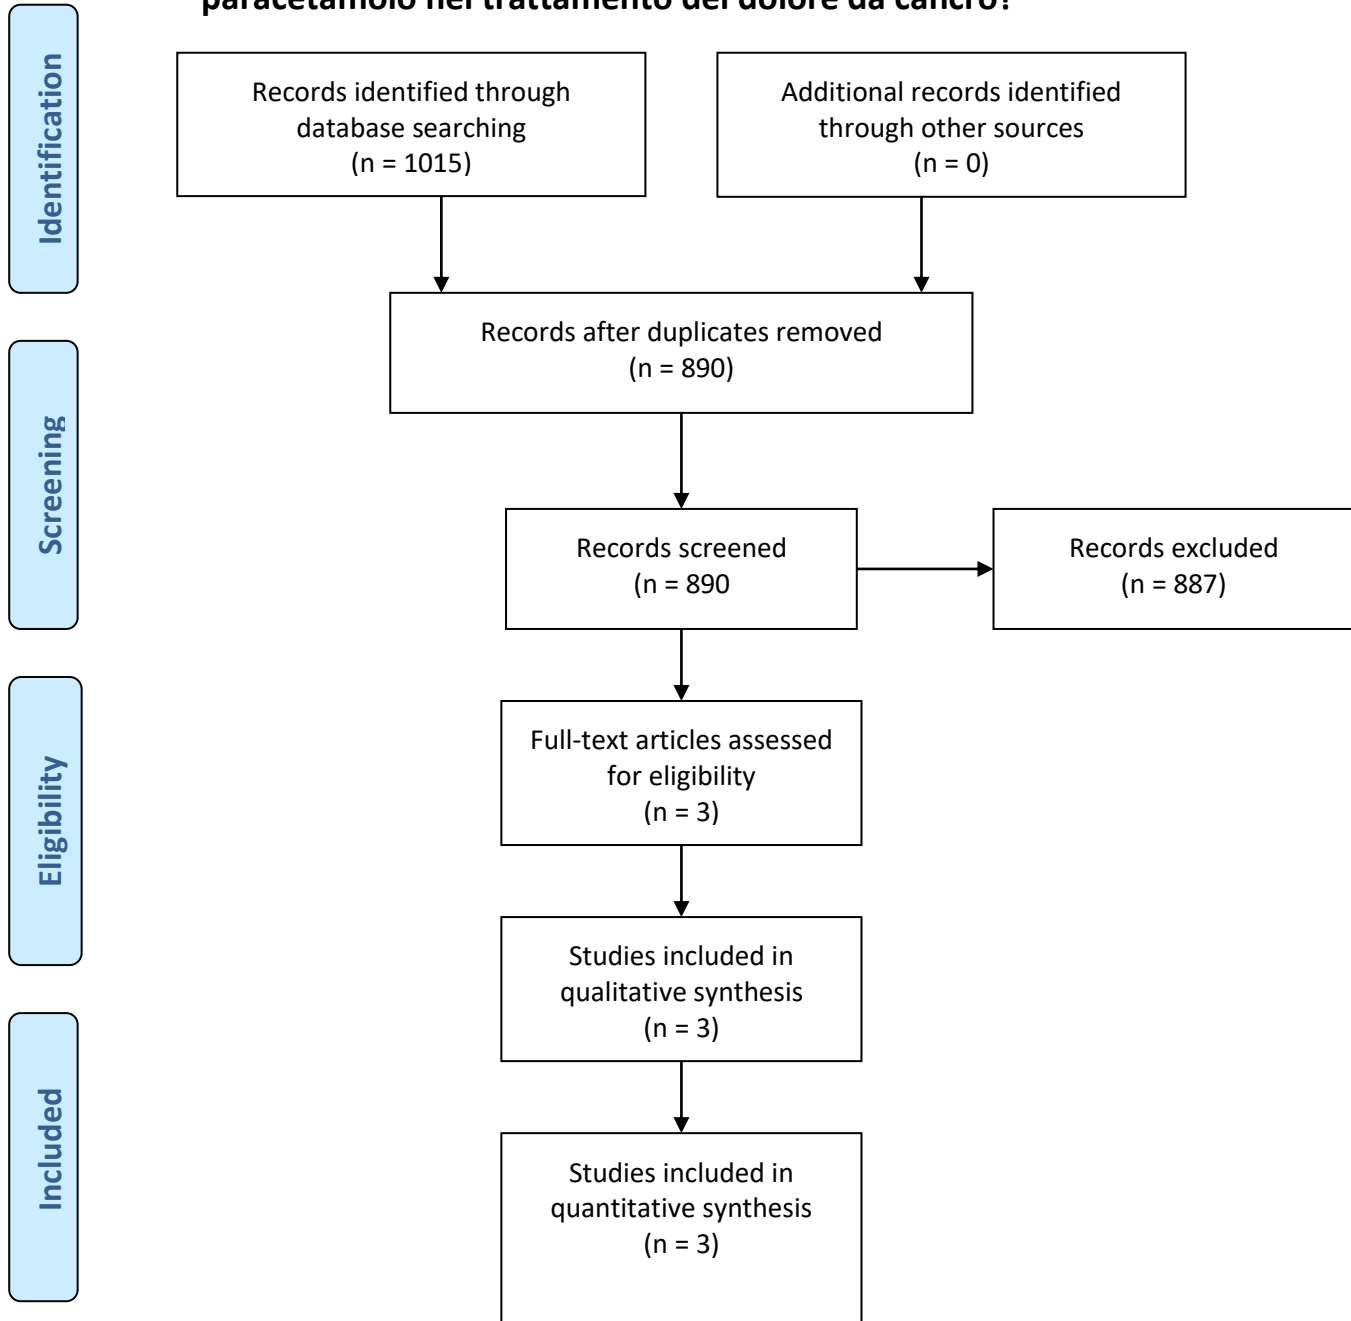 paracetamolo nel trattamento del dolore da cancro?
Identification
Records identified through
database searching
(n = 1015)
Additional records identified
through other sources
(n = 0)
Records after duplicates removed
(n = 890)
Screening
Records screened
(n = 890
Records excluded
(n = 887)
Eligibility
Full-text articles assessed
for eligibility
(n = 3)
Studies included in
qualitative synthesis
(n = 3)
Included
Studies included in
quantitative synthesis
(n = 3)